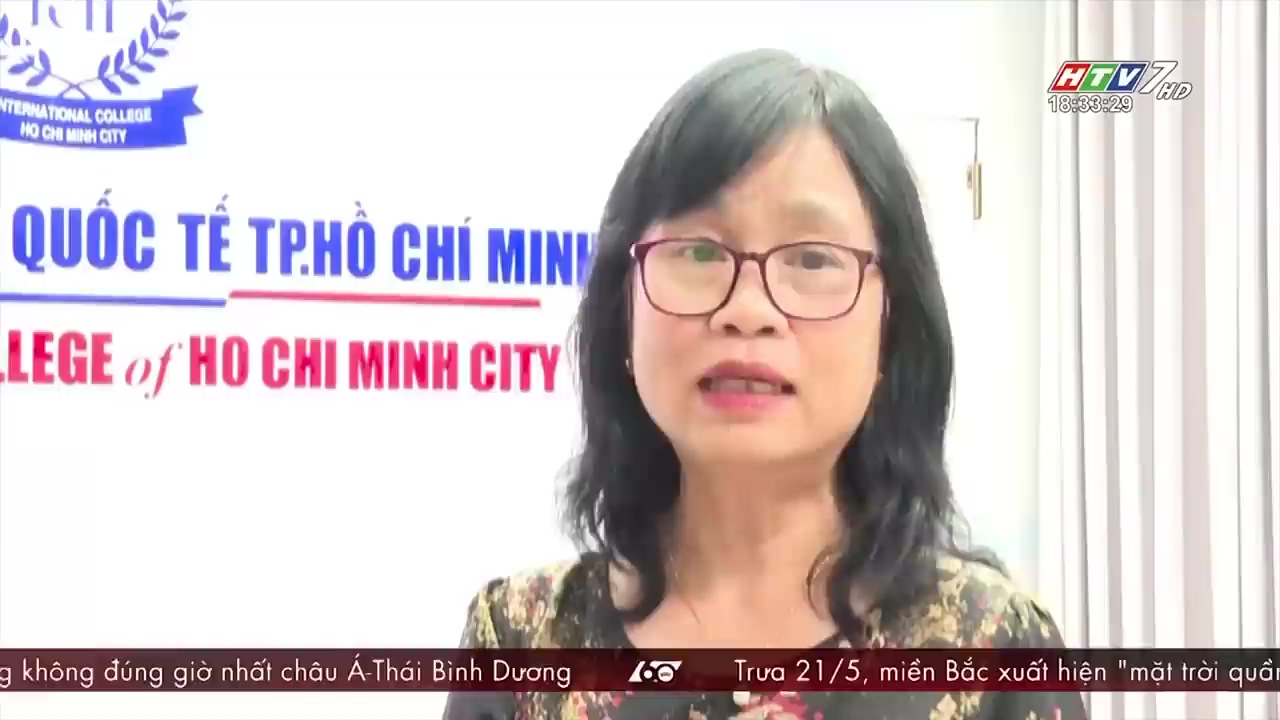 INTERNATIONAL COLLEGE
HO CHI MINH CITY
HTV7 HD
18:33:29
QUỐC TẾ TP.HỒ CHÍ MINH
LLEGE of HO CHI MINH CITY
g không đúng giờ nhất châu Á-Thái Bình Dương
60
Trưa 21/5, miền Bắc xuất hiện "mặt trời quần